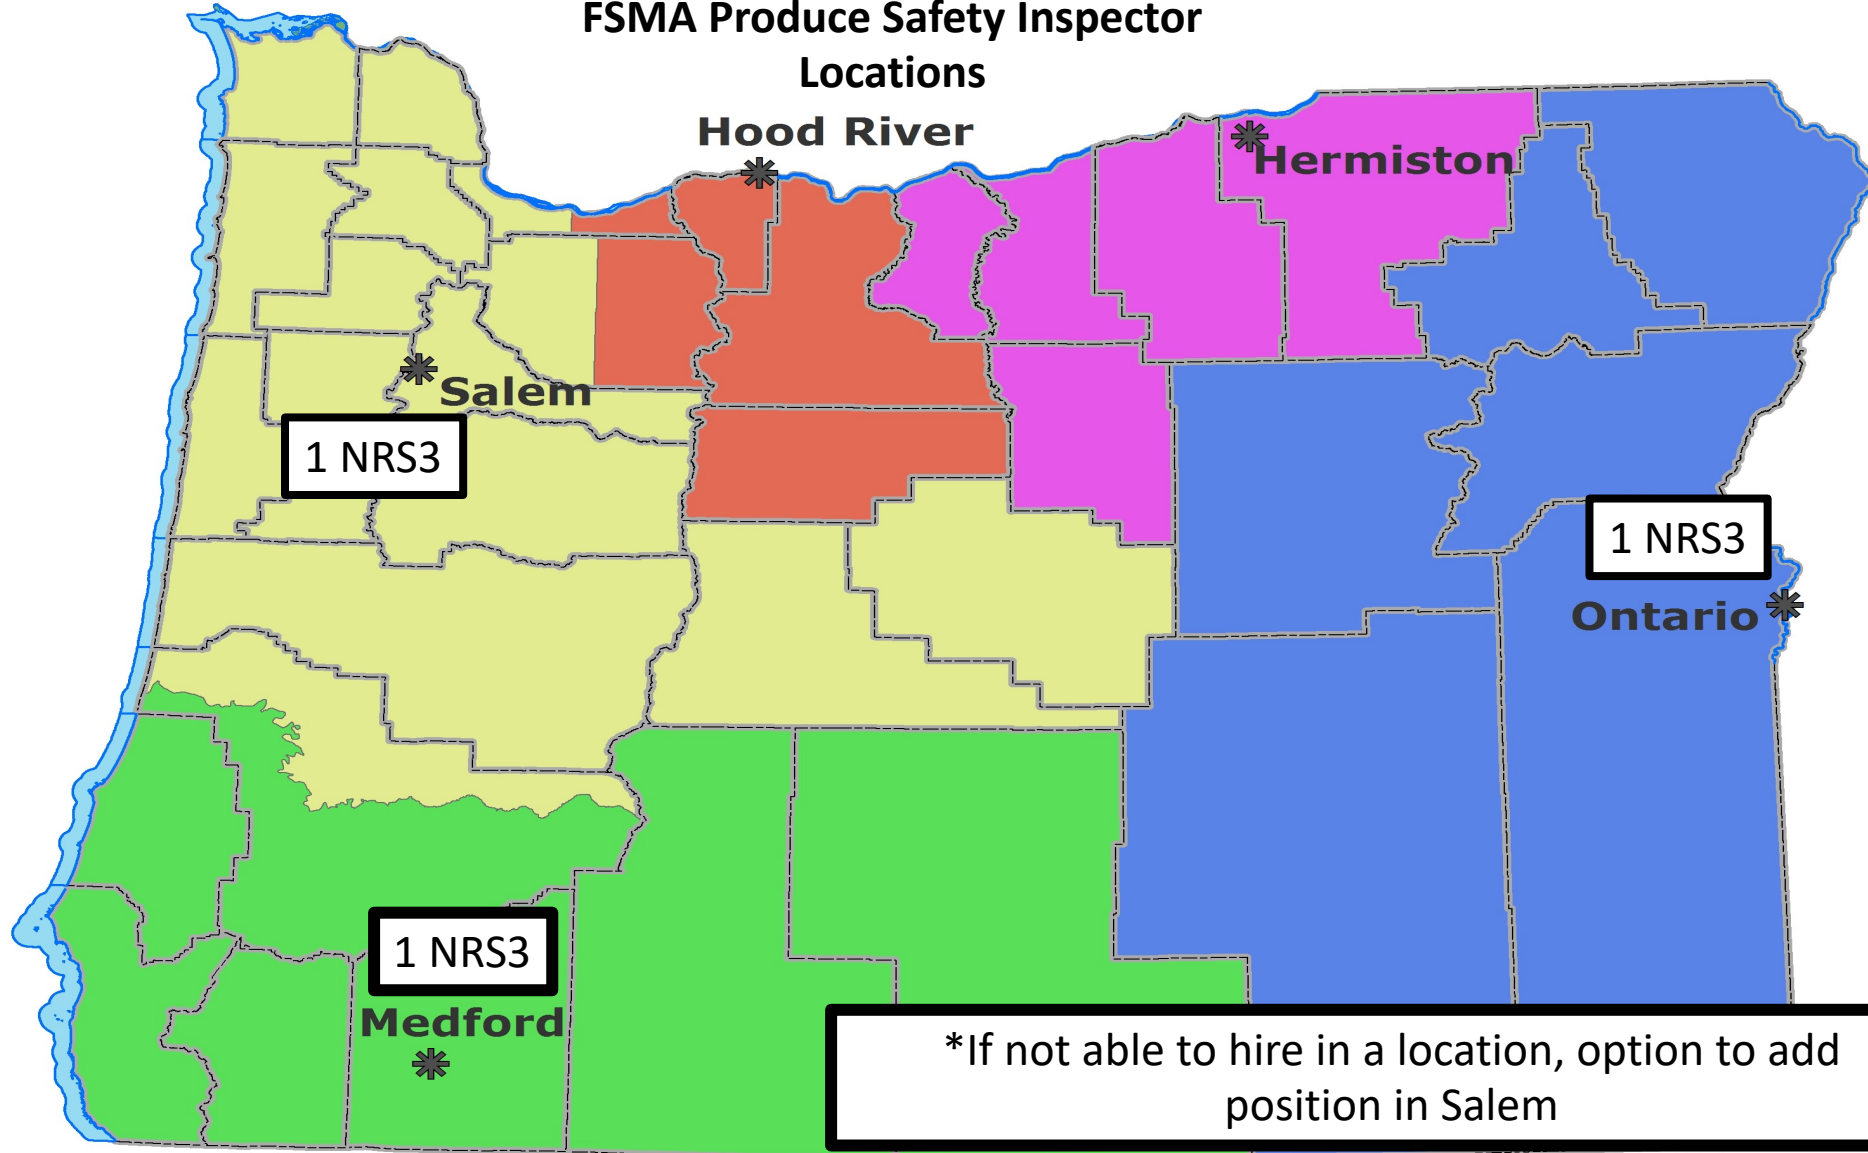 FSMA Produce Safety Inspector
Locations
Hood River
Hermiston
Salem
1 NRS3
1 NRS3
Ontario
1 NRS3
Medford
*If not able to hire in a location, option to add
position in Salem